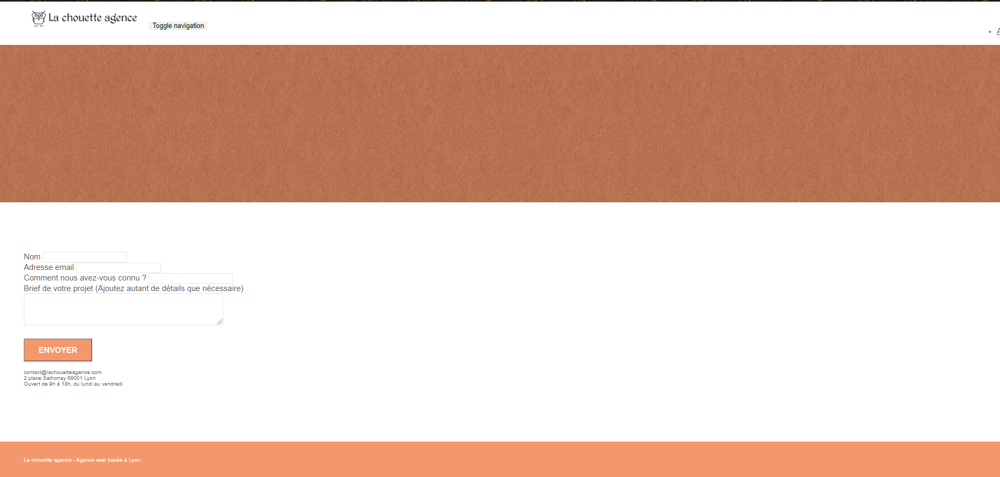 La chouette agence
Toggle navigation
Nom
Adresse email
Comment nous avez-vous connu ?
Brief de votre projet (Ajoutez autant de détails que nécessaire)
ENVOYER
contact@lachouetteagence.com
2 place Sathonay 69001 Lyon
Ouvert de 9h à 18h, du lundi au vendredi
La chouette agence - Agence web basée à Lyon.